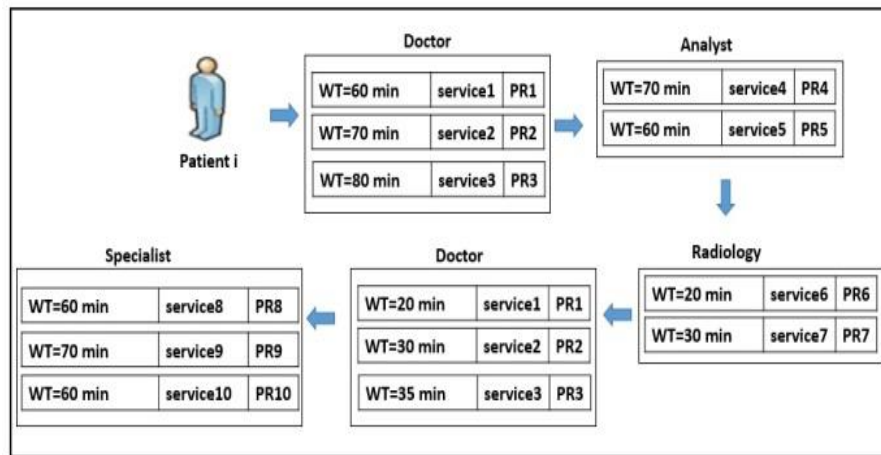 Patient i
Doctor
WT=60 min service1 PR1
WT=70 min service2 PR2
WT=80 min service3 PR3
Analyst
WT=70 min service4 PR4
WT=60 min service5 PR5
Radiology
WT=20 min service6 PR6
WT=30 min service7 PR7
Doctor
WT=20 min service1 PR1
WT=30 min service2 PR2
WT=35 min service3 PR3
Specialist
WT=60 min service8 PR8
WT=70 min service9 PR9
WT=60 min service10 PR10